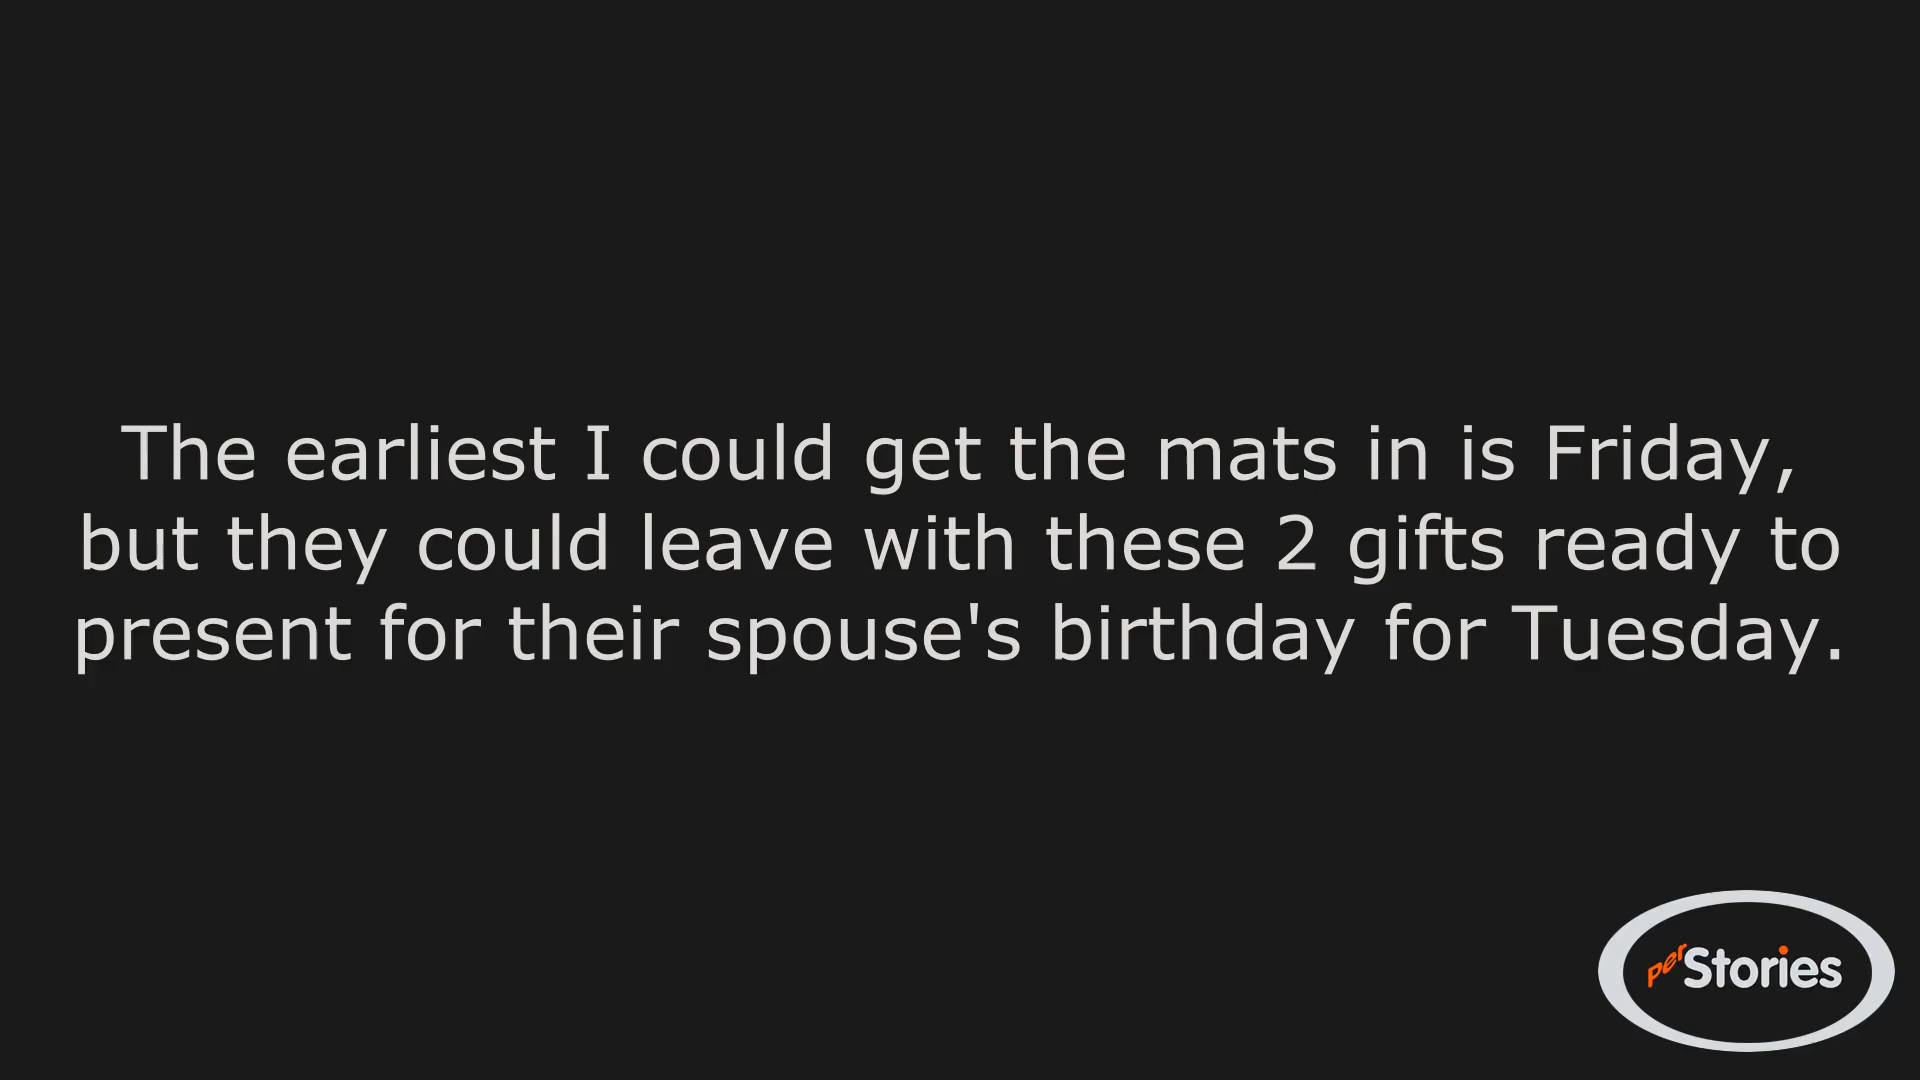 The earliest I could get the mats in is Friday,
but they could leave with these 2 gifts ready to
present for their spouse's birthday for Tuesday.
perStories